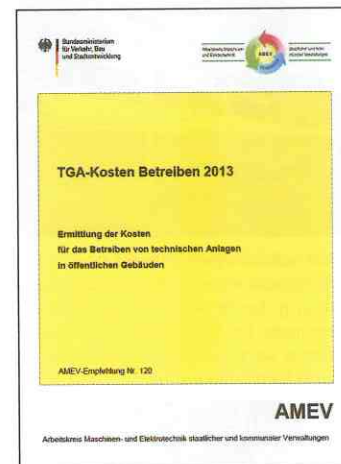 Bundesministerium
für Verkehr, Bau
und Stadtentwicklung
AMEV
TGA-Kosten Betreiben 2013
Ermittlung der Kosten
für das Betreiben von technischen Anlagen
in öffentlichen Gebäuden
AMEV-Empfehlung Nr. 120
AMEV
Arbeitskreis Maschinen- und Elektrotechnik staatlicher und kommunaler Verwaltungen